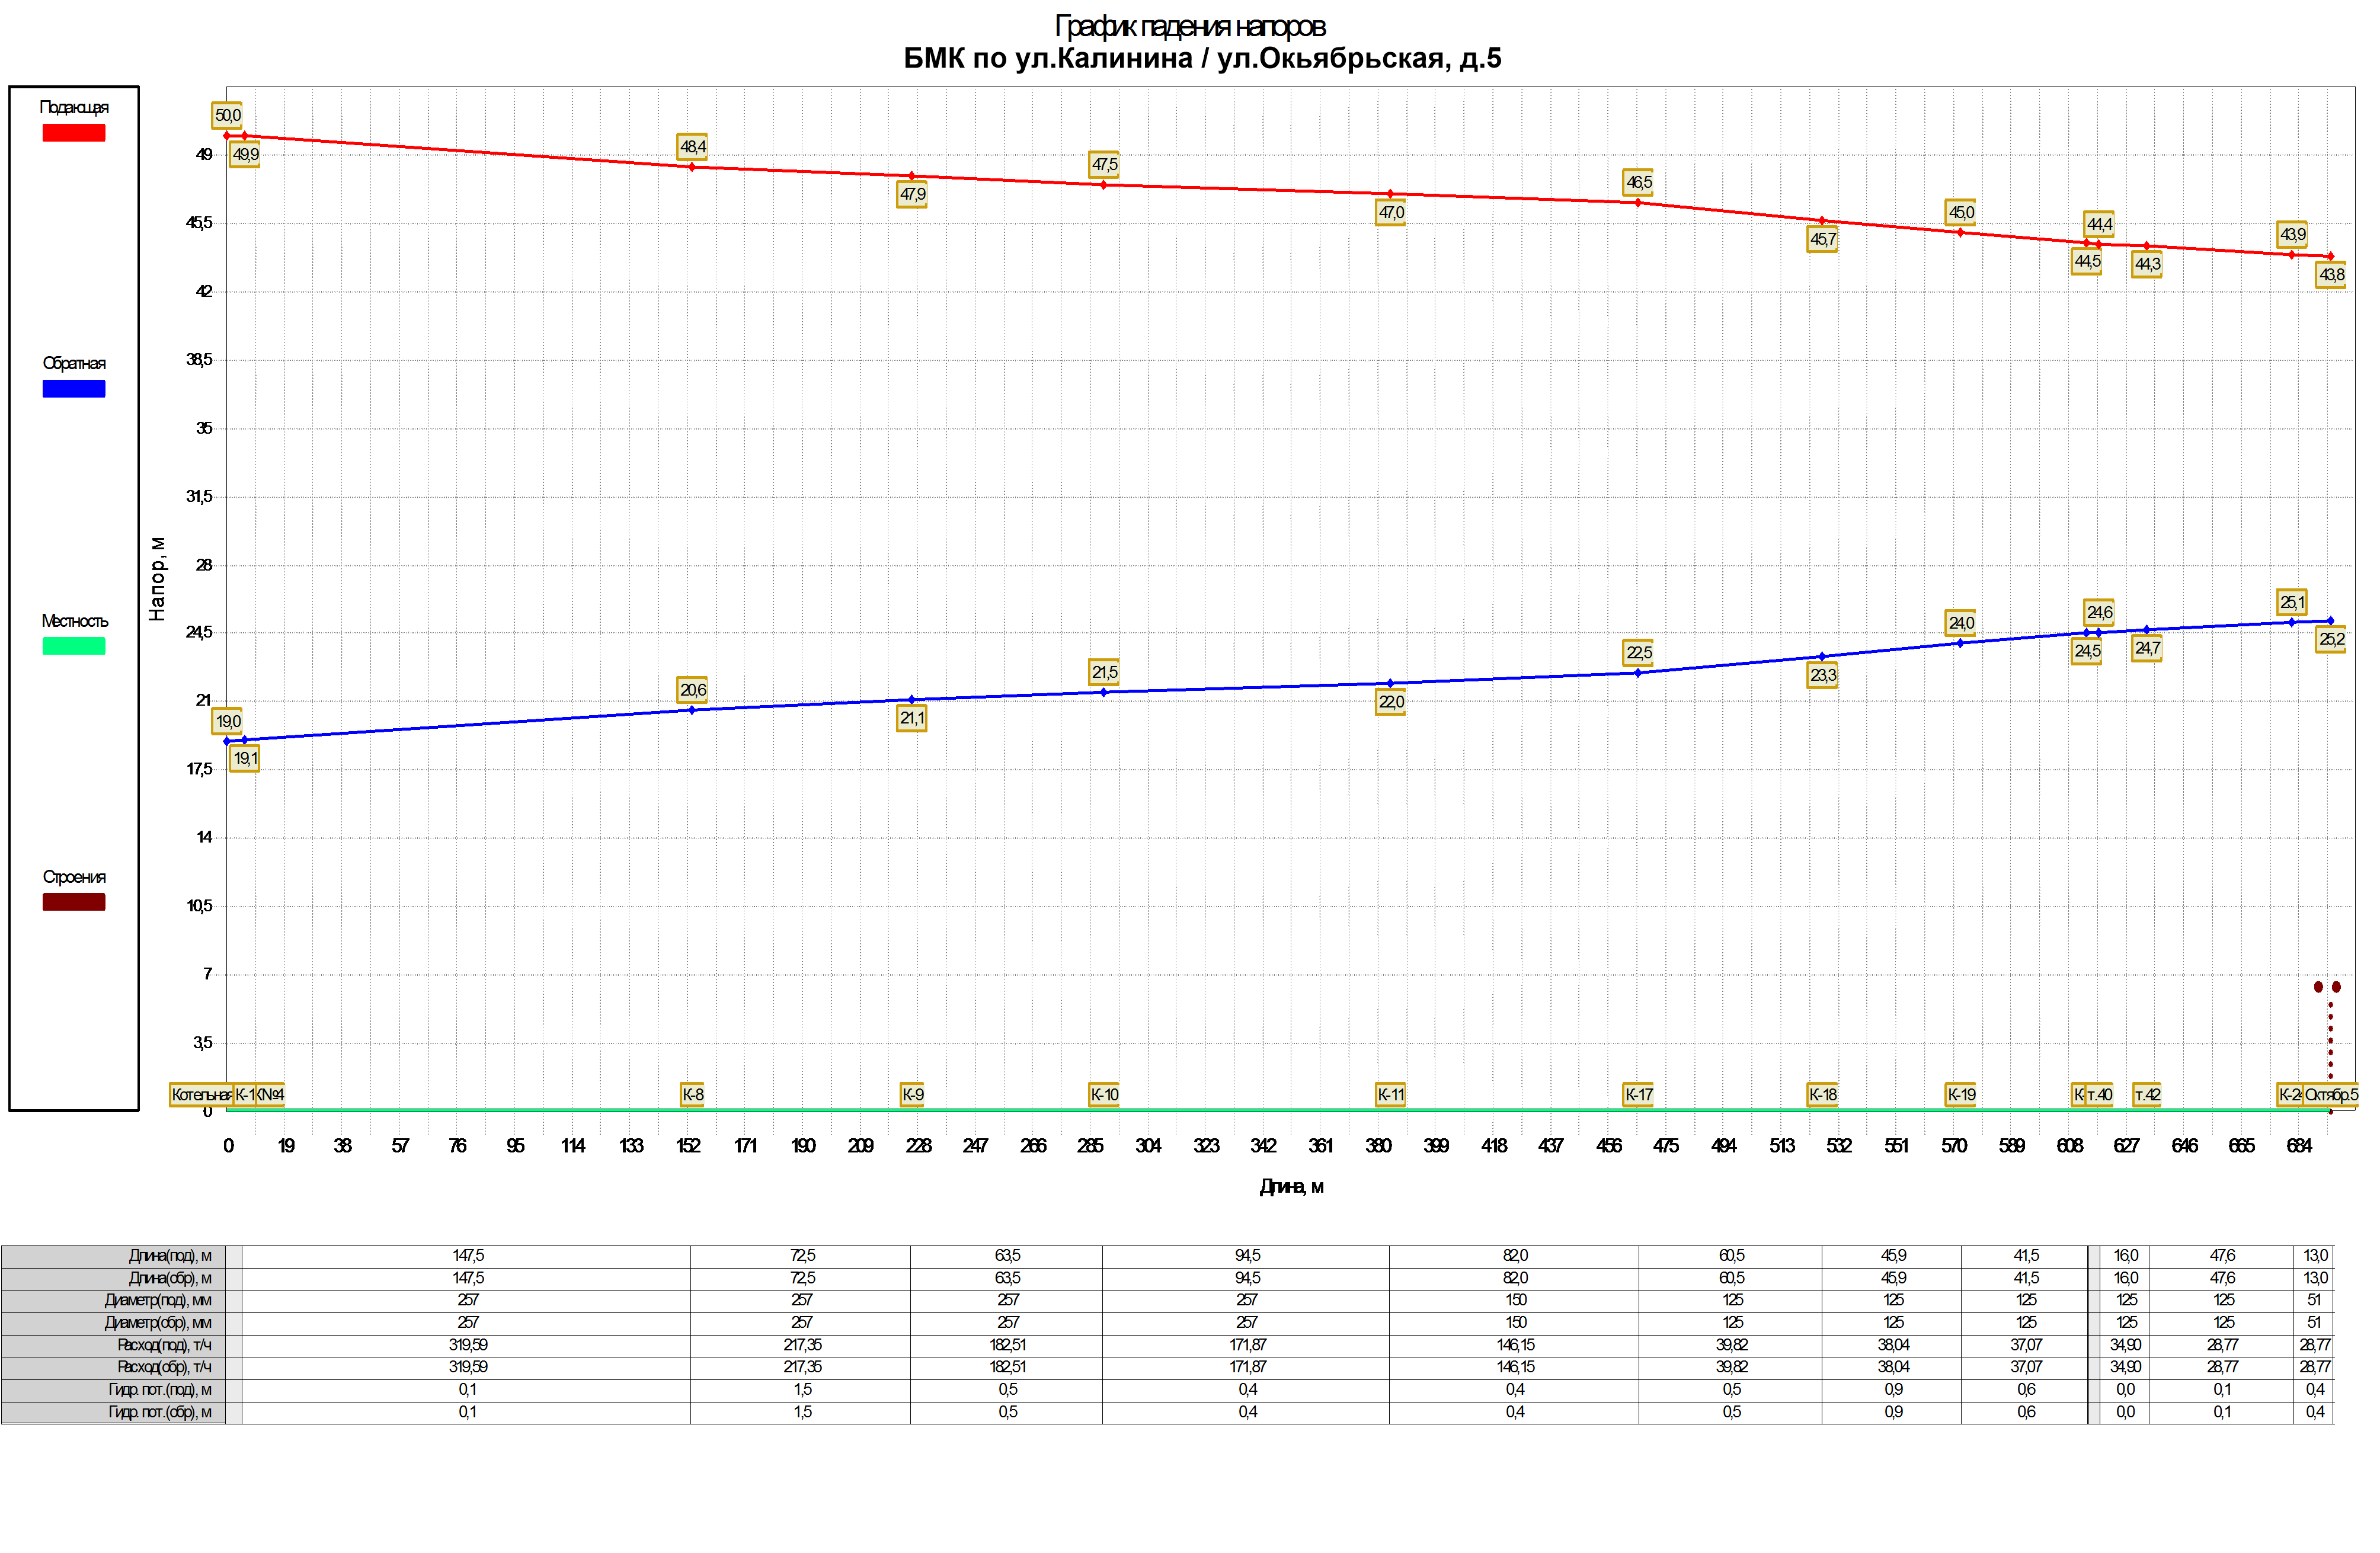 График падения напоров
БМК по ул.Калинина / ул.Окьябрьская, д.5
Подающая
Обратная
Местность
Строения
Напор, м
49
45,5
42
38,5
35
31,5
28
24,5
21
17,5
14
10,5
7
3,5
0
50,0 49,9 48,4 47,9 47,5 47,0 46,5 45,7 45,0 44,5 44,4 44,3 43,9 43,8
19,0 19,1 20,6 21,1 21,5 22,0 22,5 23,3 24,0 24,5 24,6 24,7 25,1 25,2
Котельная К-1 №4 К-8 К-9 К-10 К-11 К-17 К-18 К-19 т.40 т.42 Октябр.5
0 19 38 57 76 95 114 133 152 171 190 209 228 247 266 285 304 323 342 361 380 399 418 437 456 475 494 513 532 551 570 589 608 627 646 665 684
Длина, м
Длина(под), м 147,5 72,5 63,5 94,5 82,0 60,5 45,9 41,5 16,0 47,6 13,0
Длина(обр), м 147,5 72,5 63,5 94,5 82,0 60,5 45,9 41,5 16,0 47,6 13,0
Диаметр(под), мм 257 257 257 257 150 125 125 125 125 125 51
Диаметр(обр), мм 257 257 257 257 150 125 125 125 125 125 51
Расход(под), т/ч 319,59 217,35 182,51 171,87 146,15 39,82 38,04 37,07 34,90 28,77 28,77
Расход(обр), т/ч 319,59 217,35 182,51 171,87 146,15 39,82 38,04 37,07 34,90 28,77 28,77
Гидр. пот.(под), м 0,1 1,5 0,5 0,4 0,4 0,5 0,9 0,6 0,0 0,1 0,4
Гидр. пот.(обр), м 0,1 1,5 0,5 0,4 0,4 0,5 0,9 0,6 0,0 0,1 0,4